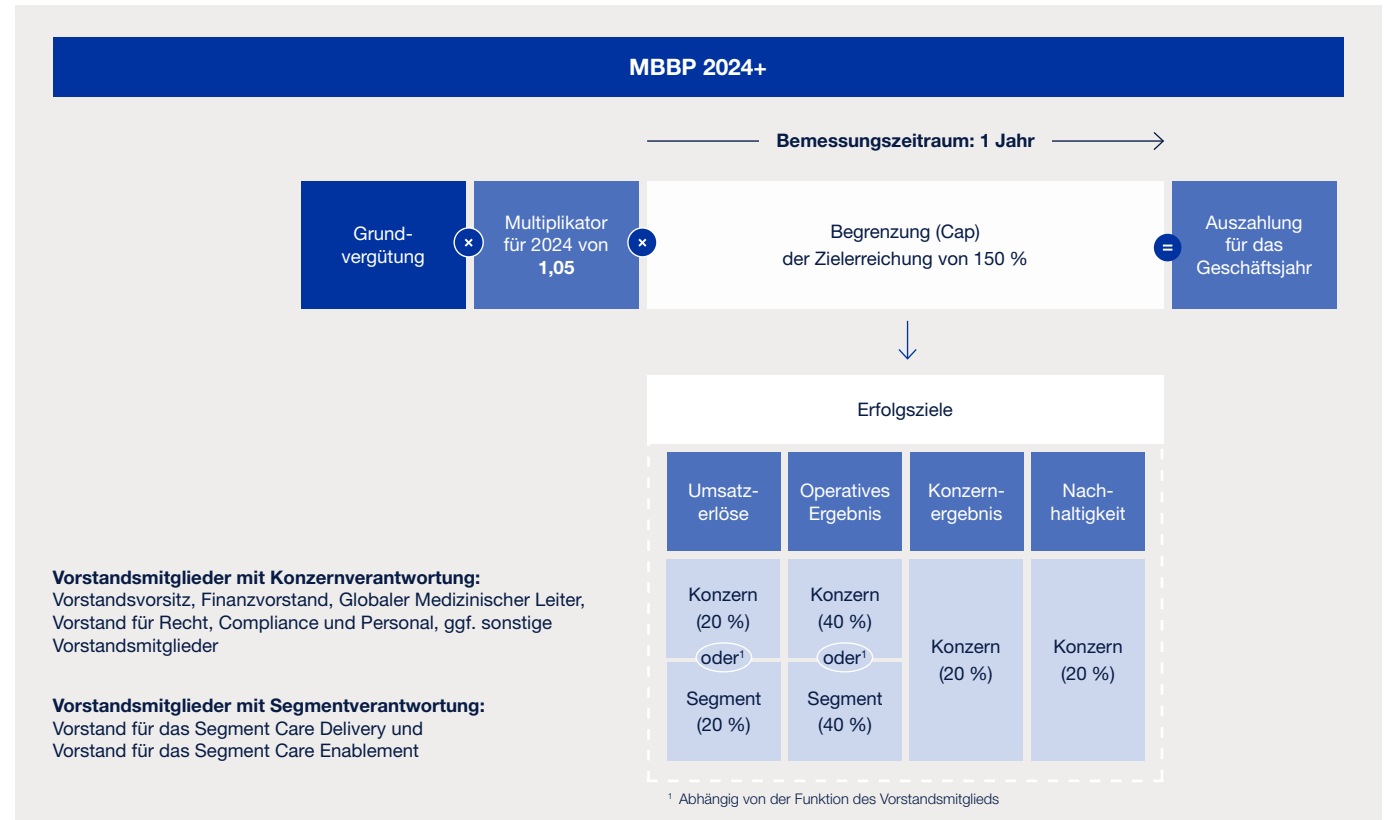 MBBP 2024+
Bemessungszeitraum: 1 Jahr
Grund-
vergütung
×
Multiplikator
für 2024 von
1,05
×
Begrenzung (Cap)
der Zielerreichung von 150 %
=
Auszahlung
für das
Geschäftsjahr
Erfolgsziele
Umsatz-
erlöse
Operatives
Ergebnis
Konzern-
ergebnis
Nach-
haltigkeit
Vorstandsmitglieder mit Konzernverantwortung:
Vorstandsvorsitz, Finanzvorstand, Globaler Medizinischer Leiter,
Vorstand für Recht, Compliance und Personal, ggf. sonstige
Vorstandsmitglieder
Vorstandsmitglieder mit Segmentverantwortung:
Vorstand für das Segment Care Delivery und
Vorstand für das Segment Care Enablement
Konzern
(20 %)
oder¹
Segment
(20 %)
Konzern
(40 %)
oder¹
Segment
(40 %)
Konzern
(20 %)
Konzern
(20 %)
¹ Abhängig von der Funktion des Vorstandsmitglieds